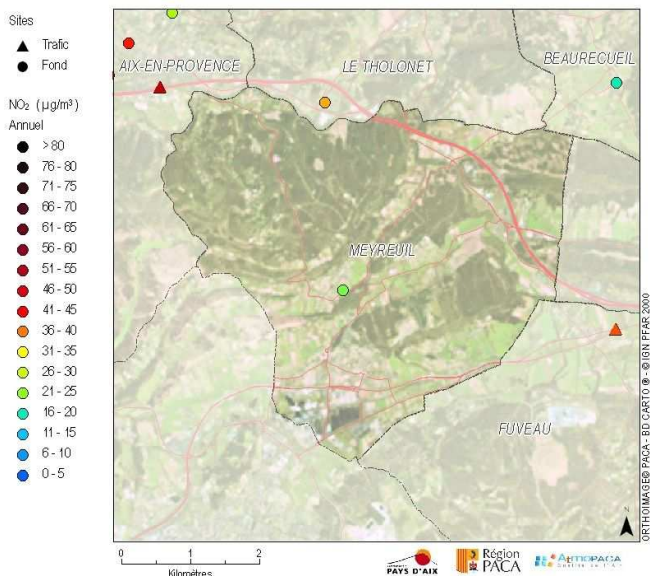 Sites
Trafic
Fond
NO₂ (µg/m³)
Annuel
> 80
76 - 80
71 - 75
66 - 70
61 - 65
56 - 60
51 - 55
46 - 50
41 - 45
36 - 40
31 - 35
26 - 30
21 - 25
16 - 20
11 - 15
6 - 10
0 - 5
AIX-EN-PROVENCE
LE THOLONET
BEAURECUEIL
MEYREUIL
FUVEAU
ORTHOIMAGE© PACA - BD CARTO ® - © IGN PFAR 2000
N
0 1 2
Kilomètres
PAYS D'AIX
Région
PACA